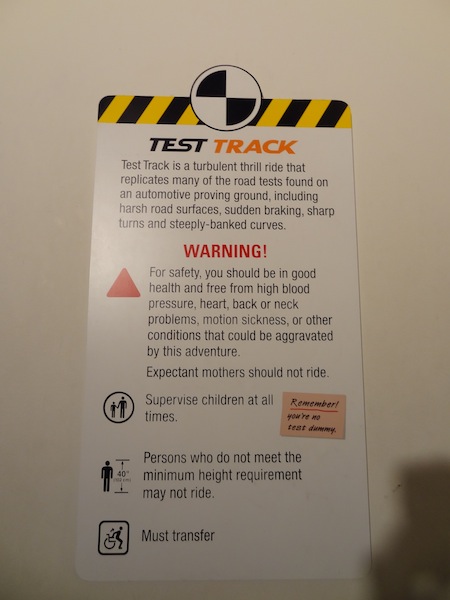 TEST TRACK
Test Track is a turbulent thrill ride that
replicates many of the road tests found on
an automotive proving ground, including
harsh road surfaces, sudden braking, sharp
turns and steeply-banked curves.
WARNING!
For safety, you should be in good
health and free from high blood
pressure, heart, back or neck
problems, motion sickness, or other
conditions that could be aggravated
by this adventure.
Expectant mothers should not ride.
Supervise children at all
times.
Remember!
you're no
test dummy.
Persons who do not meet the
minimum height requirement
may not ride.
40"
(102 cm)
Must transfer